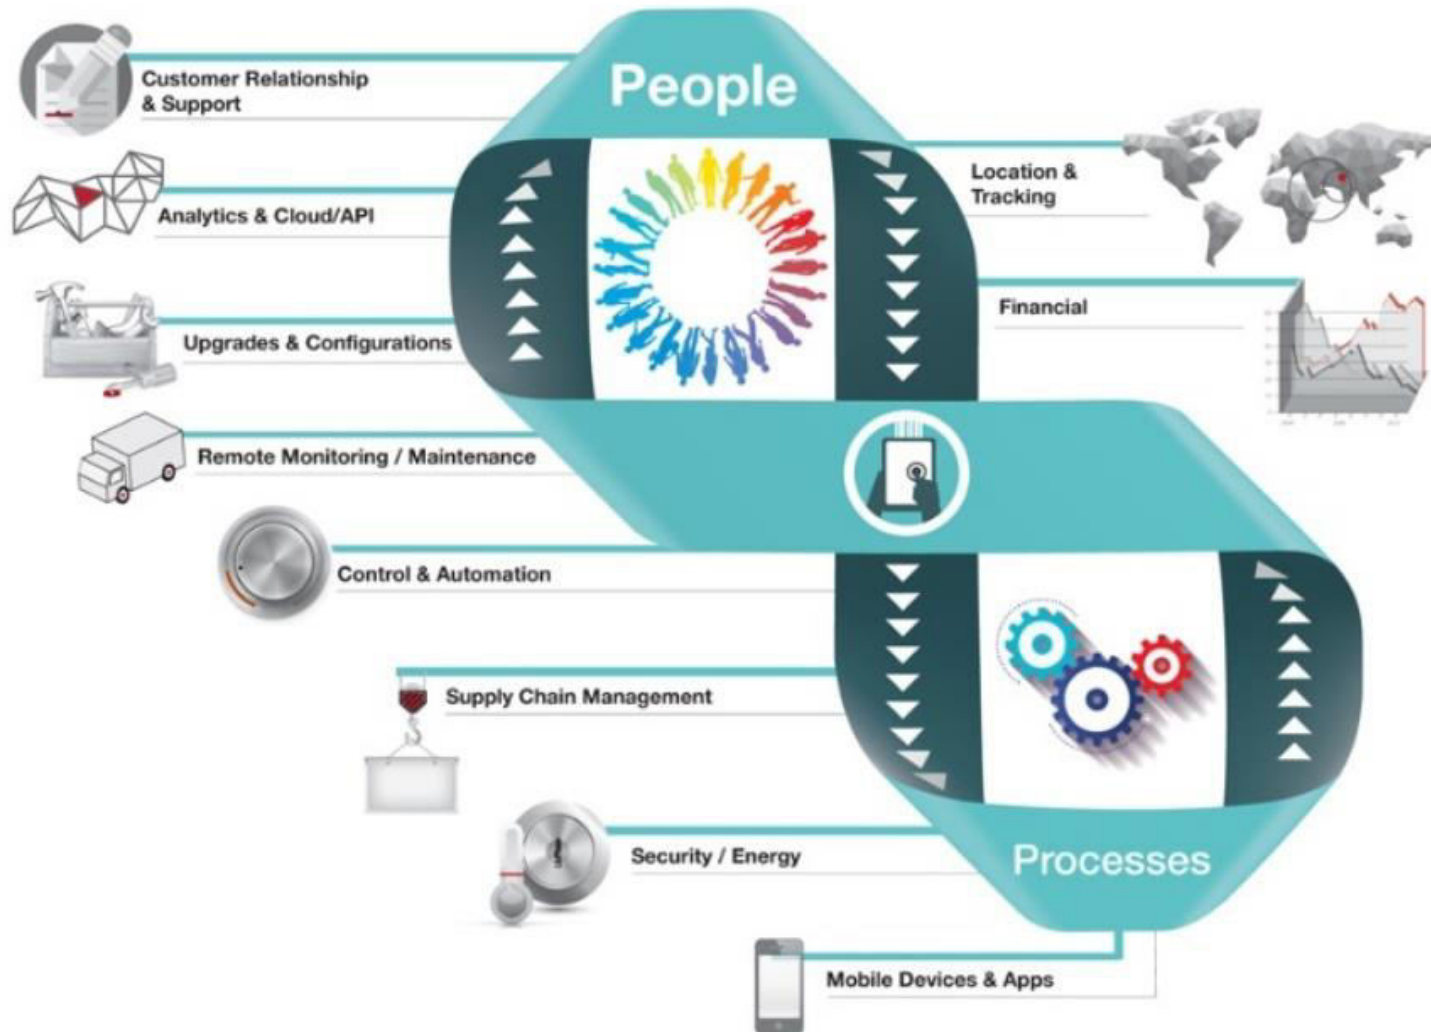 People
Customer Relationship
& Support
Analytics & Cloud/API
Upgrades & Configurations
Remote Monitoring / Maintenance
Control & Automation
Supply Chain Management
Security / Energy
Mobile Devices & Apps
Location &
Tracking
Financial
Processes